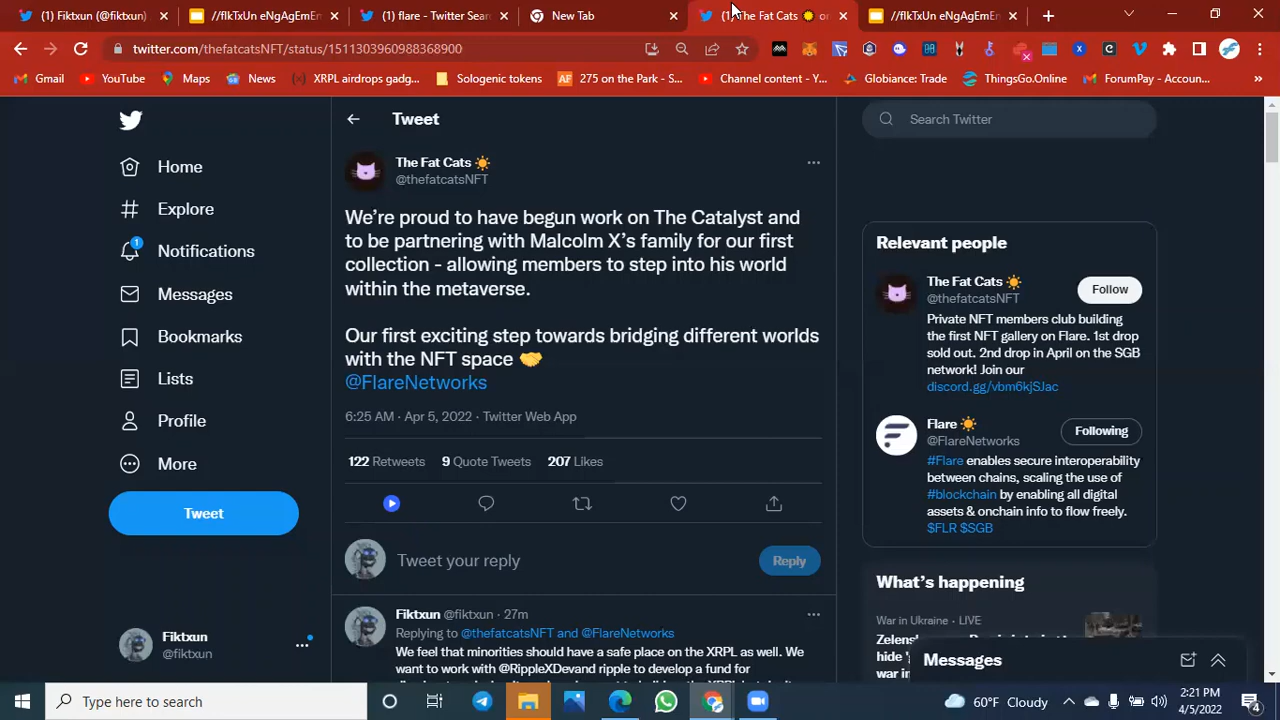 (1) Fiktxun (@fiktxun)
//fIkTxUn eNgAgEmEn
(1) flare - Twitter Sear
New Tab
(1) The Fat Cats on
//fIkTxUn eNgAgEmEn
twitter.com/thefatcatsNFT/status/1511303960988368900
Gmail
YouTube
Maps
News
XRPL airdrops gadg...
Sologenic tokens
275 on the Park - S...
Channel content - Y...
Globiance: Trade
ThingsGo.Online
ForumPay - Accoun...
Tweet
Search Twitter
Home
Explore
1
Notifications
Messages
Bookmarks
Lists
Profile
More
Tweet
Fiktxun
@fiktxun
The Fat Cats
@thefatcatsNFT
We're proud to have begun work on The Catalyst and
to be partnering with Malcolm X's family for our first
collection - allowing members to step into his world
within the metaverse.
Our first exciting step towards bridging different worlds
with the NFT space 🤝
@FlareNetworks
6:25 AM · Apr 5, 2022 · Twitter Web App
122 Retweets 9 Quote Tweets 207 Likes
Tweet your reply
Reply
Fiktxun @fiktxun · 27m
Replying to @thefatcatsNFT and @FlareNetworks
We feel that minorities should have a safe place on the XRPL as well. We
want to work with @RippleXDevand ripple to develop a fund for
Relevant people
The Fat Cats
@thefatcatsNFT
Follow
Private NFT members club building
the first NFT gallery on Flare. 1st drop
sold out. 2nd drop in April on the SGB
network! Join our
discord.gg/vbm6kjSJac
Flare
@FlareNetworks
Following
#Flare enables secure interoperability
between chains, scaling the use of
#blockchain by enabling all digital
assets & onchain info to flow freely.
$FLR $SGB
What's happening
War in Ukraine · LIVE
Messages
Type here to search
60°F Cloudy
2:21 PM
4/5/2022
4